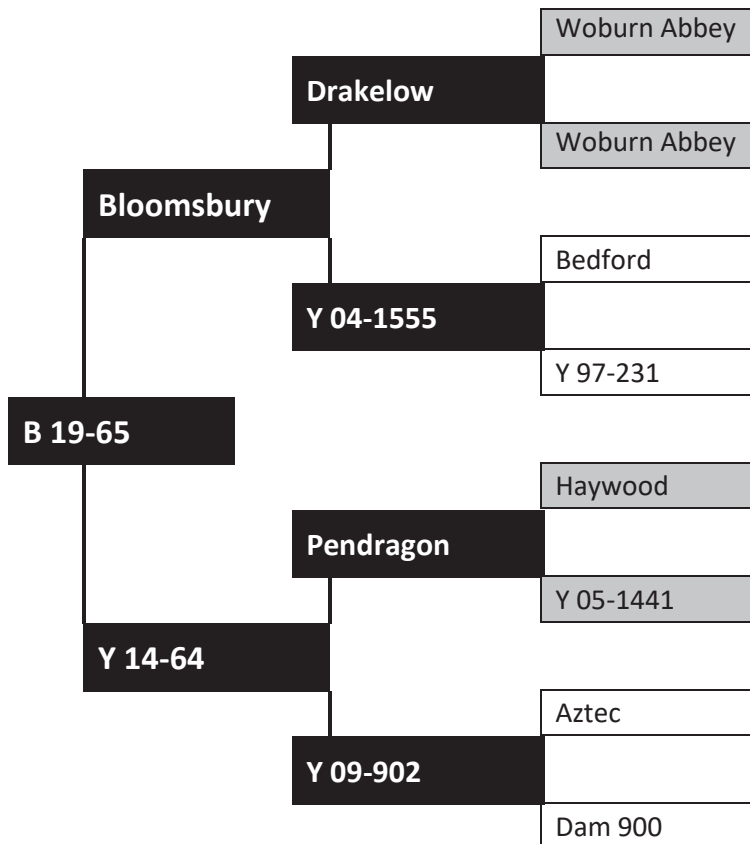 Woburn Abbey
Drakelow
Woburn Abbey
Bloomsbury
Bedford
Y 04-1555
Y 97-231
B 19-65
Haywood
Pendragon
Y 05-1441
Y 14-64
Aztec
Y 09-902
Dam 900